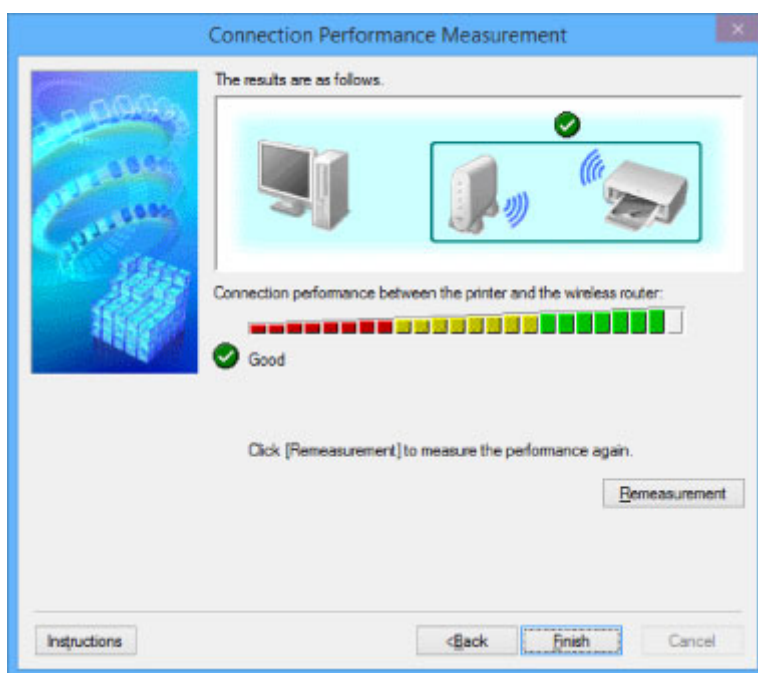 Connection Performance Measurement
The results are as follows.
Connection performance between the printer and the wireless router:
Good
Click [Remeasurement] to measure the performance again.
Remeasurement
Instructions
<Back
Finish
Cancel